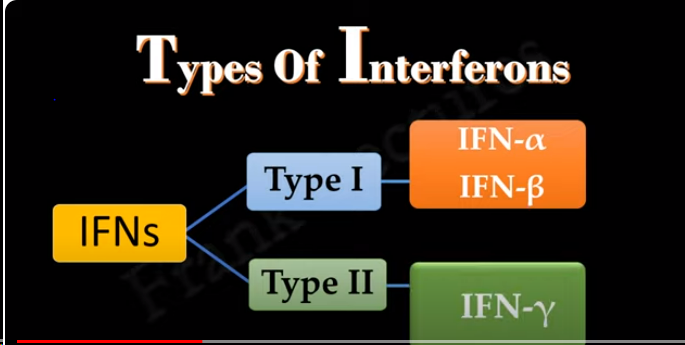 Types Of Interferons
IFN-α
Type I
IFN-β
IFNs
Type II
IFN-γ